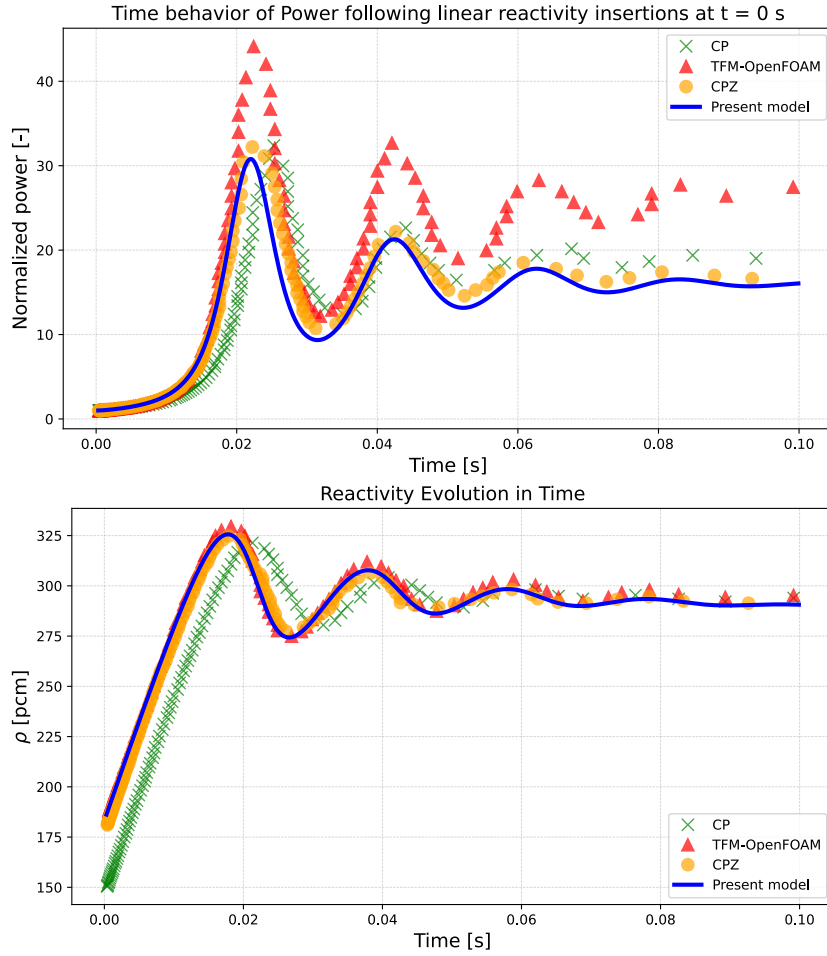 Time behavior of Power following linear reactivity insertions at t = 0 s
Normalized power [-]
40
30
20
10
0
CP
TFM-OpenFOAM
CPZ
Present model
0.00 0.02 0.04 0.06 0.08 0.10
Time [s]
Reactivity Evolution in Time
ρ [pcm]
325
300
275
250
225
200
175
150
CP
TFM-OpenFOAM
CPZ
Present model
0.00 0.02 0.04 0.06 0.08 0.10
Time [s]